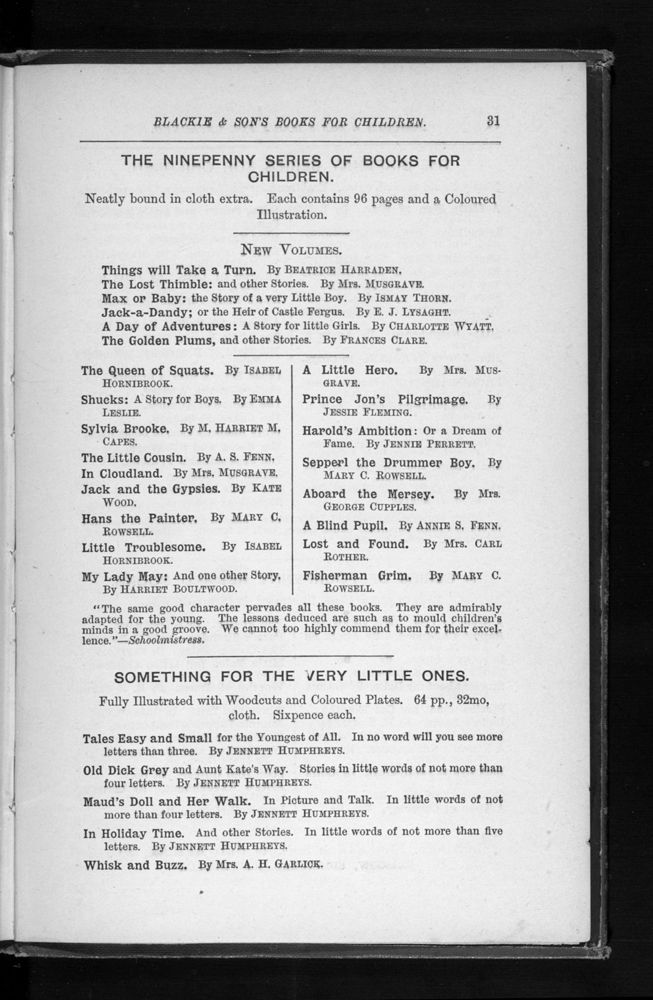 BLACKIE & SON'S BOOKS FOR CHILDREN. 31
THE NINEPENNY SERIES OF BOOKS FOR
CHILDREN.
Neatly bound in cloth extra. Each contains 96 pages and a Coloured
Illustration.
NEW VOLUMES.
Things will Take a Turn. By BEATRICE HARRADEN.
The Lost Thimble: and other Stories. By Mrs. MUSGRAVE.
Max or Baby: the Story of a very Little Boy. By ISMAY THORN.
Jack-a-Dandy; or the Heir of Castle Fergus. By E. J. LYSAGHT.
A Day of Adventures: A Story for little Girls. By CHARLOTTE WYATT.
The Golden Plums, and other Stories. By FRANCES CLARE.
The Queen of Squats. By ISABEL
HORNIBROOK.
Shucks: A Story for Boys. By EMMA
LESLIE.
Sylvia Brooke. By M. HARRIET M.
CAPES.
The Little Cousin. By A. S. FENN.
In Cloudland. By Mrs. MUSGRAVE.
Jack and the Gypsies. By KATE
WOOD.
Hans the Painter. By MARY C.
ROWSELL.
Little Troublesome. By ISABEL
HORNIBROOK.
My Lady May: And one other Story.
By HARRIET BOULTWOOD.
A Little Hero. By Mrs. MUS-
GRAVE.
Prince Jon's Pilgrimage. By
JESSIE FLEMING.
Harold's Ambition: Or a Dream of
Fame. By JENNIE PERRETT.
Sepperl the Drummer Boy. By
MARY C. ROWSELL.
Aboard the Mersey. By Mrs.
GEORGE CUPPLES.
A Blind Pupil. By ANNIE S. FENN.
Lost and Found. By Mrs. CARL
ROTHER.
Fisherman Grim. By MARY C.
ROWSELL.
"The same good character pervades all these books. They are admirably
adapted for the young. The lessons deduced are such as to mould children's
minds in a good groove. We cannot too highly commend them for their excel-
lence."—Schoolmistress.
SOMETHING FOR THE VERY LITTLE ONES.
Fully Illustrated with Woodcuts and Coloured Plates. 64 pp., 32mo,
cloth. Sixpence each.
Tales Easy and Small for the Youngest of All. In no word will you see more
letters than three. By JENNETT HUMPHREYS.
Old Dick Grey and Aunt Kate's Way. Stories in little words of not more than
four letters. By JENNETT HUMPHREYS.
Maud's Doll and Her Walk. In Picture and Talk. In little words of not
more than four letters. By JENNETT HUMPHREYS.
In Holiday Time. And other Stories. In little words of not more than five
letters. By JENNETT HUMPHREYS.
Whisk and Buzz. By Mrs. A. H. GARLICK.